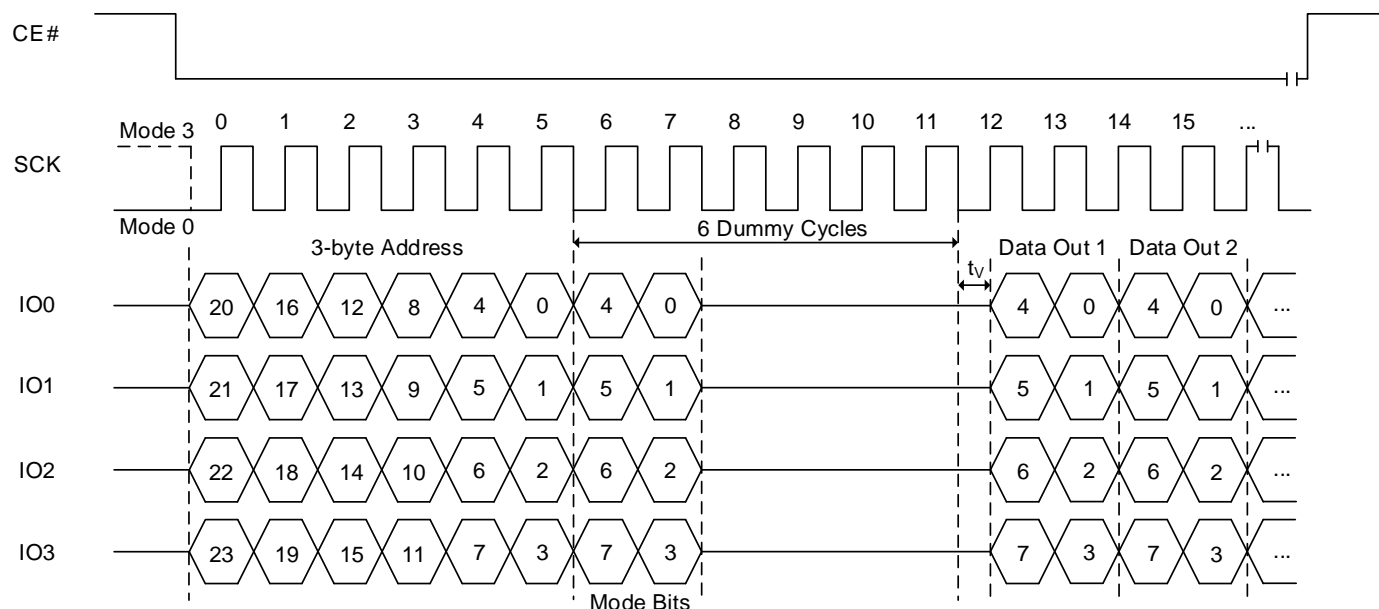 CE#
Mode 3 0 1 2 3 4 5 6 7 8 9 10 11 12 13 14 15 ...
SCK
Mode 0
6 Dummy Cycles
3-byte Address Data Out 1 Data Out 2
tV
IO0 20 16 12 8 4 0 4 0 4 0 4 0 ...
IO1 21 17 13 9 5 1 5 1 5 1 5 1 ...
IO2 22 18 14 10 6 2 6 2 6 2 6 2 ...
IO3 23 19 15 11 7 3 7 3 7 3 7 3 ...
Mode Bits